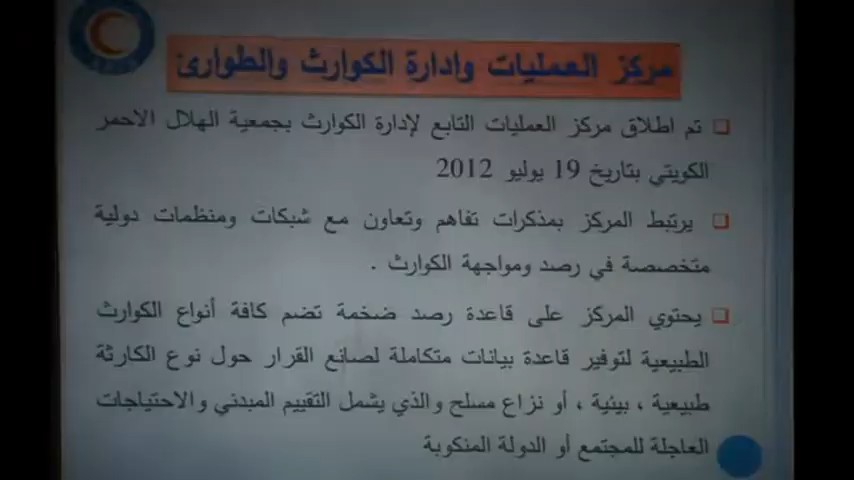 مركز العمليات وادارة الكوارث والطوارئ
تم اطلاق مركز العمليات التابع لإدارة الكوارث بجمعية الهلال الاحمر
الكويتي بتاريخ 19 يوليو 2012
يرتبط المركز بمذكرات تفاهم وتعاون مع شبكات ومنظمات دولية
متخصصة في رصد ومواجهة الكوارث .
يحتوي المركز على قاعدة رصد ضخمة تضم كافة أنواع الكوارث
الطبيعية لتوفير قاعدة بيانات متكاملة لصانع القرار حول نوع الكارثة
طبيعية ، بيئية ، أو نزاع مسلح والذي يشمل التقييم المبدئي والاحتياجات
العاجلة للمجتمع أو الدولة المنكوبة